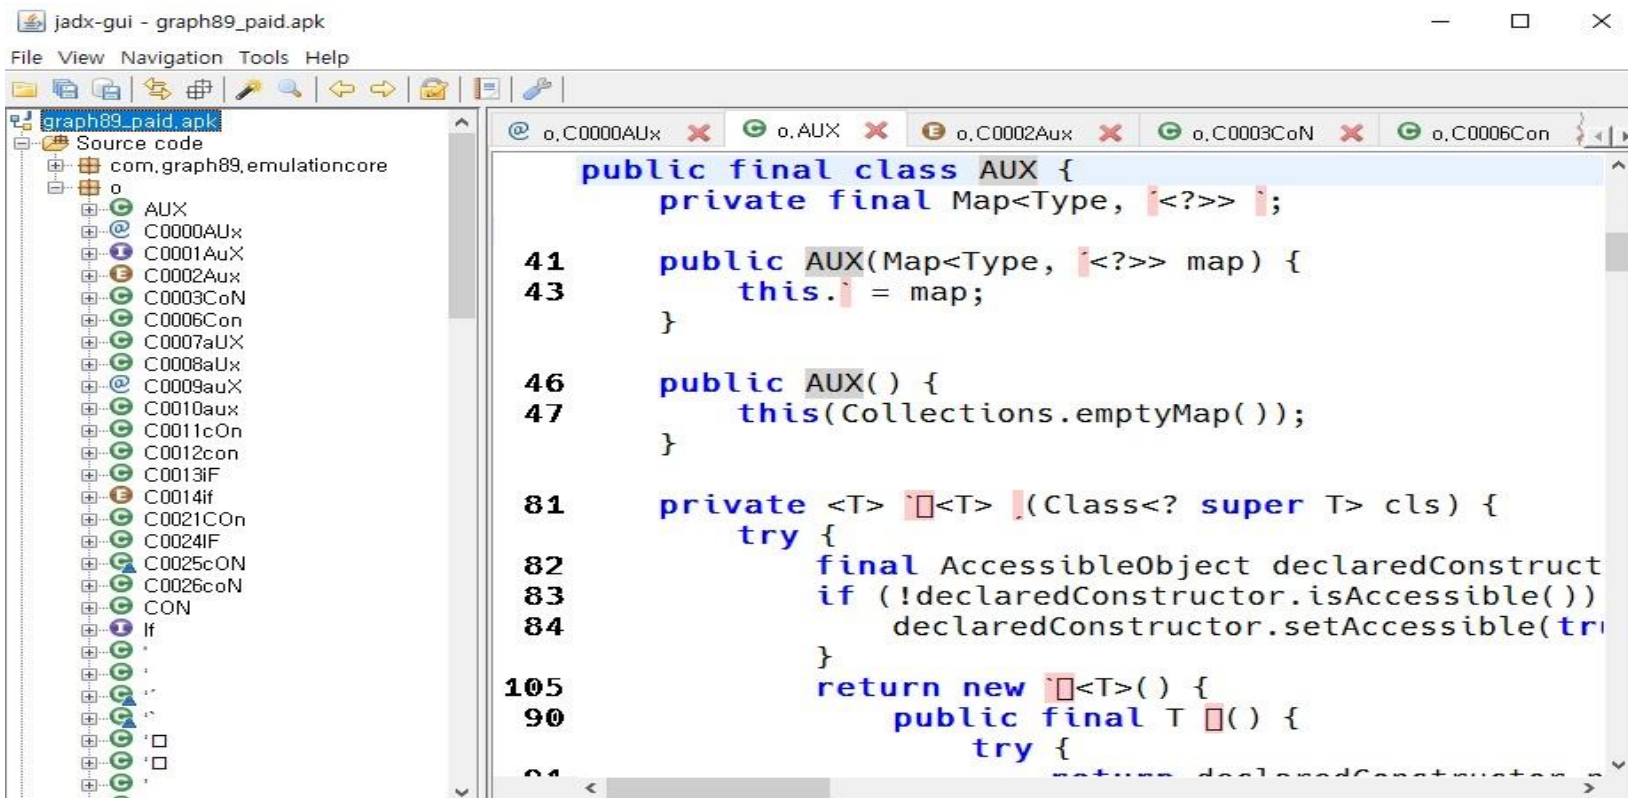 jadx-gui - graph89_paid.apk
File View Navigation Tools Help
graph89_paid.apk
Source code
com.graph89.emulationcore
o
AUX
C0000AUx
C0001AuX
C0002Aux
C0003CoN
C0006Con
C0007aUX
C0008aUx
C0009auX
C0010aux
C0011cOn
C0012con
C0013iF
C0014if
C0021COn
C0024IF
C0025cON
C0026coN
CON
If
o.C0000AUx o.AUX o.C0002Aux o.C0003CoN o.C0006Con
public final class AUX {
private final Map<Type, ´<?>> `;
41 public AUX(Map<Type, ´<?>> map) {
43 this.` = map;
}
46 public AUX() {
47 this(Collections.emptyMap());
}
81 private <T> `□<T> ˏ(Class<? super T> cls) {
try {
82 final AccessibleObject declaredConstruct
83 if (!declaredConstructor.isAccessible())
84 declaredConstructor.setAccessible(tr
}
105 return new `□<T>() {
90 public final T □() {
try {